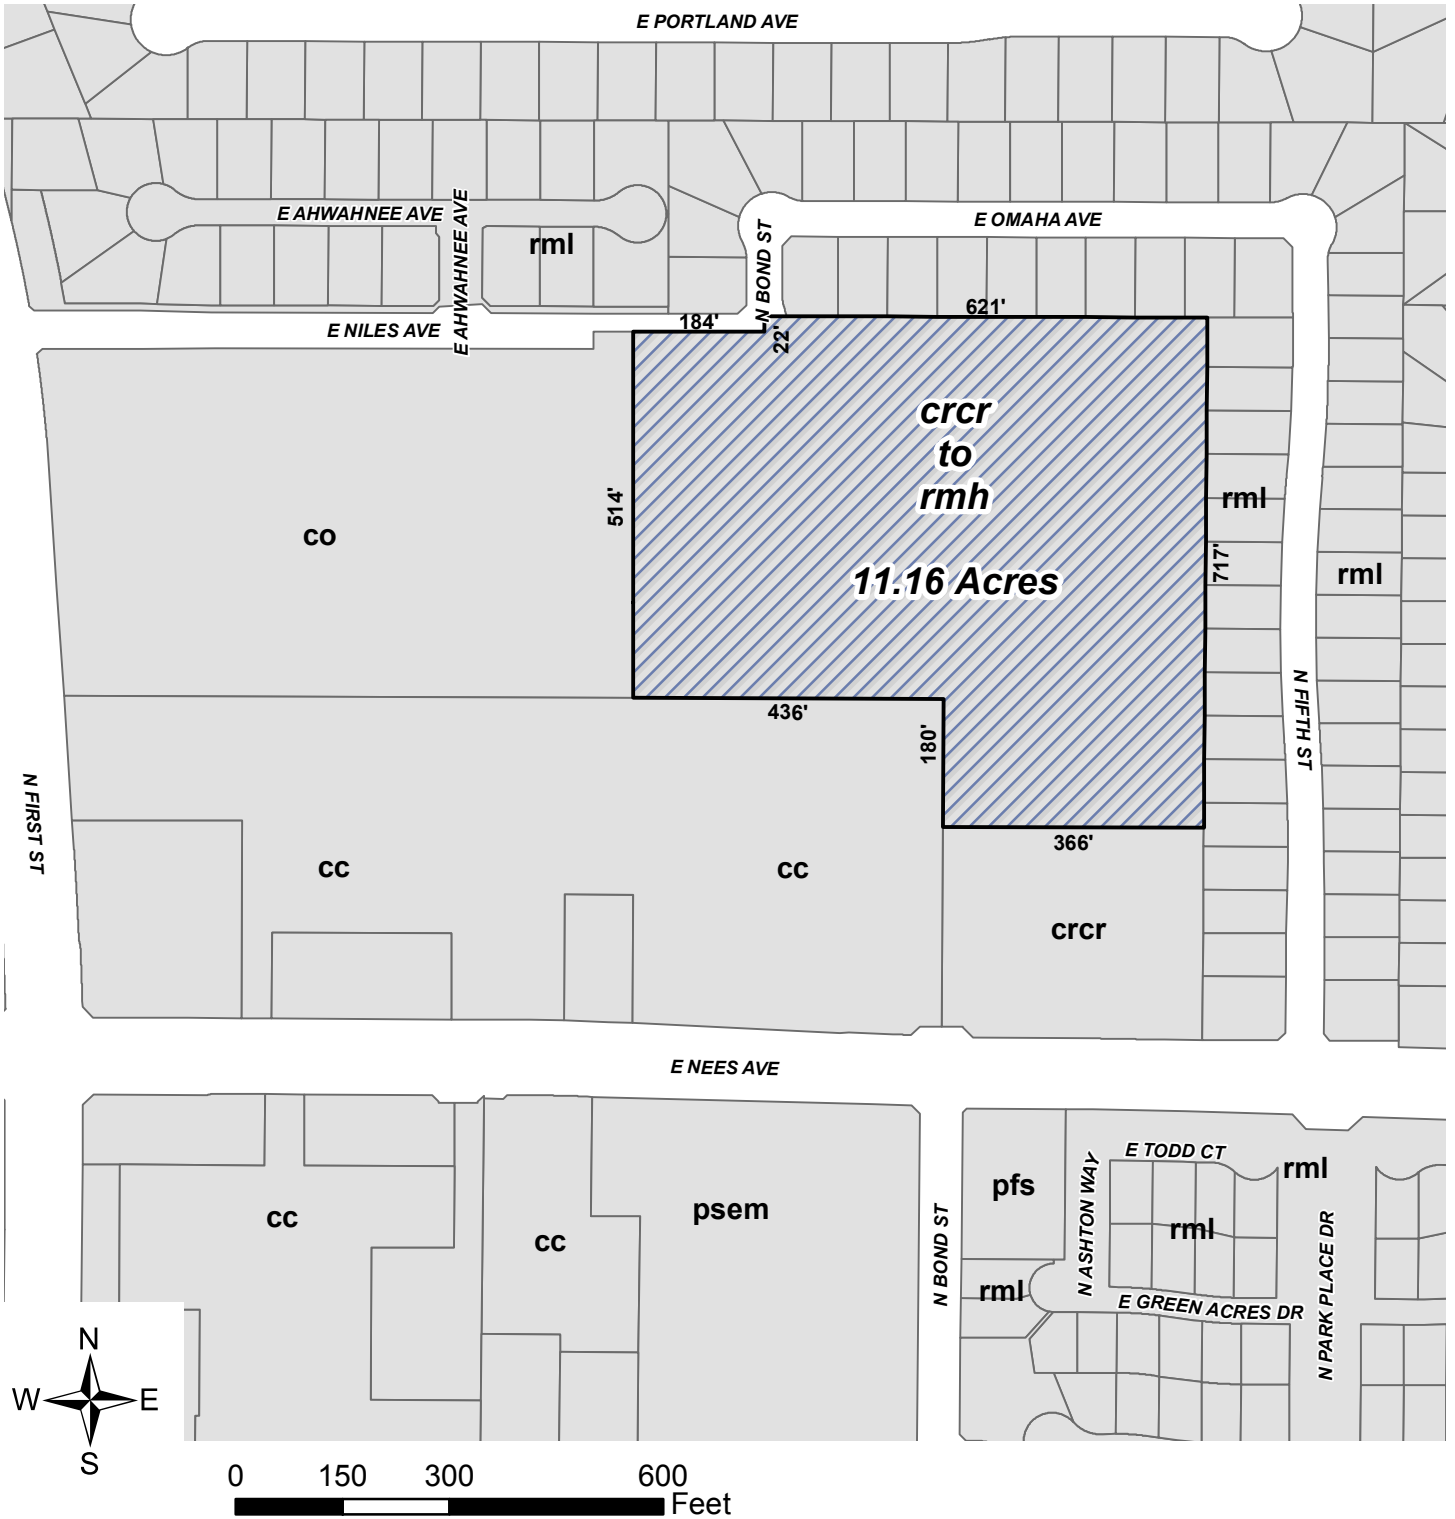 E PORTLAND AVE
E AHWAHNEE AVE
E AHWAHNEE AVE
rml
N BOND ST
E OMAHA AVE
E NILES AVE
184'
22'
621'
crcr
to
rmh
11.16 Acres
514'
co
rml
717'
rml
436'
180'
N FIFTH ST
N FIRST ST
366'
cc
cc
crcr
E NEES AVE
E TODD CT
rml
pfs
N ASHTON WAY
psem
cc
cc
rml
N BOND ST
N PARK PLACE DR
rml
E GREEN ACRES DR
N
W E
S
0 150 300 600
Feet